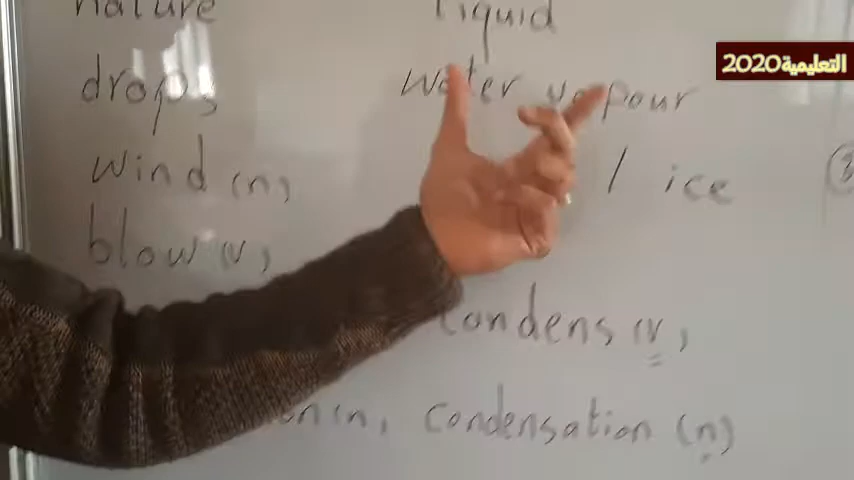 nature liquid
drops water vapour
wind (n) / ice
blow (v) condens (v)
condensation (n)
التعليمية2020